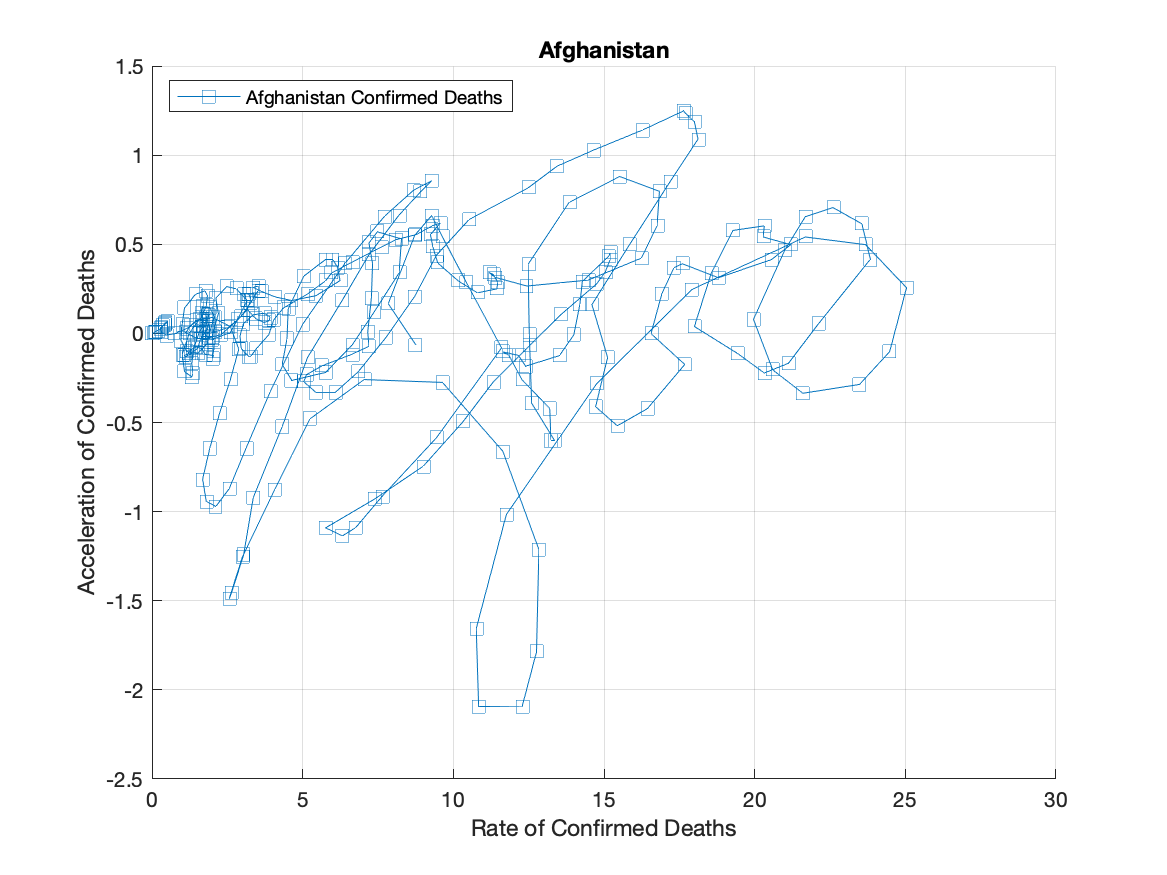 Afghanistan
Afghanistan Confirmed Deaths
1.5
1
0.5
0
-0.5
-1
-1.5
-2
-2.5
Acceleration of Confirmed Deaths
0 5 10 15 20 25 30
Rate of Confirmed Deaths